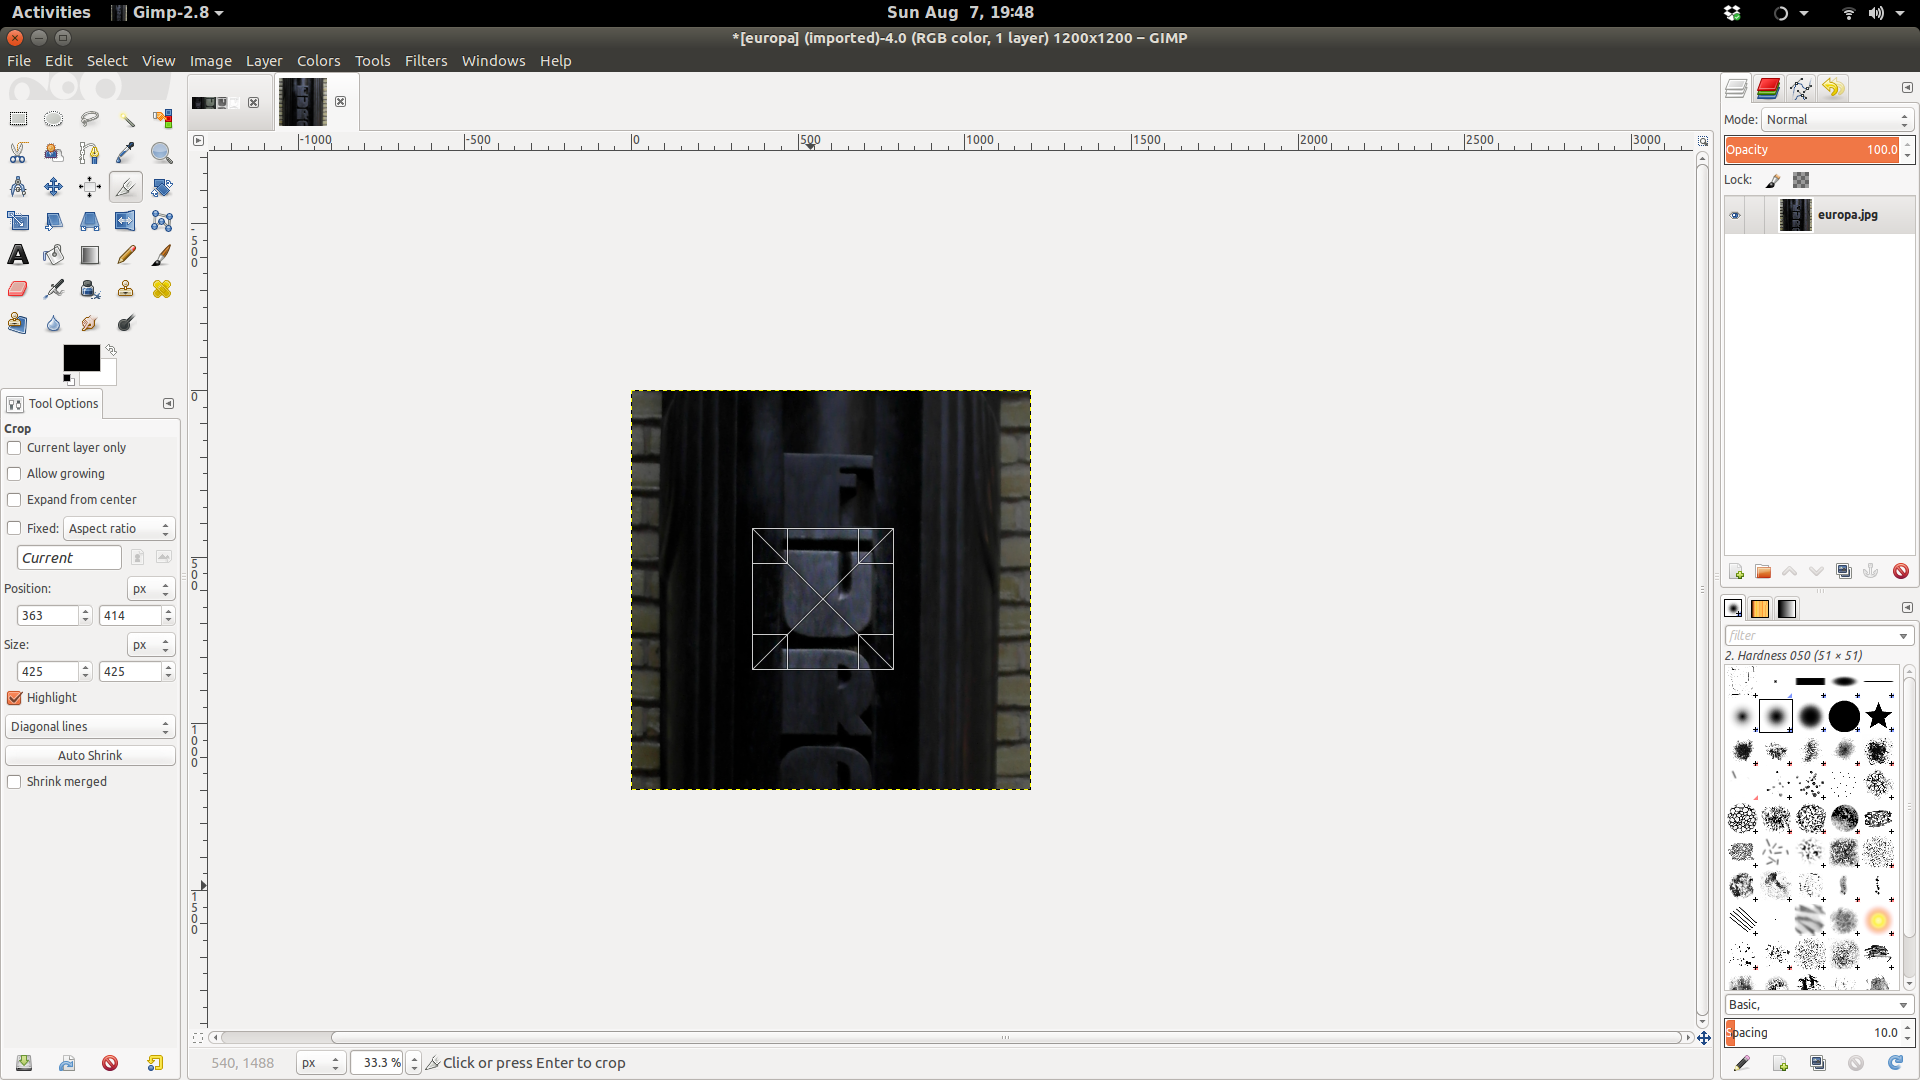 Activities Gimp-2.8 Sun Aug 7, 19:48
*[europa] (imported)-4.0 (RGB color, 1 layer) 1200x1200 – GIMP
File Edit Select View Image Layer Colors Tools Filters Windows Help
-1000 -500 0 500 1000 1500 2000 2500 3000
Mode: Normal
Opacity 100.0
Lock:
europa.jpg
-500
0
500
1000
1500
Tool Options
Crop
Current layer only
Allow growing
Expand from center
Fixed: Aspect ratio
Current
Position: px
363 414
Size: px
425 425
Highlight
Diagonal lines
Auto Shrink
Shrink merged
filter
2. Hardness 050 (51 × 51)
Basic,
Spacing 10.0
540, 1488 px 33.3 % Click or press Enter to crop